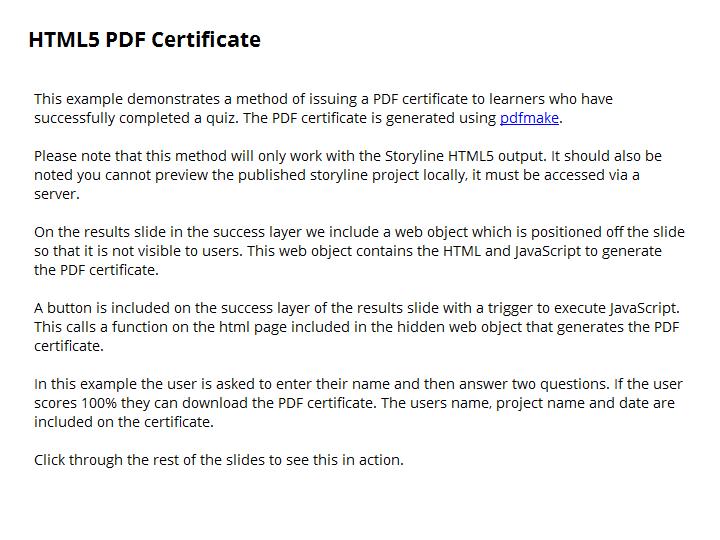 HTML5 PDF Certificate
This example demonstrates a method of issuing a PDF certificate to learners who have
successfully completed a quiz. The PDF certificate is generated using pdfmake.
Please note that this method will only work with the Storyline HTML5 output. It should also be
noted you cannot preview the published storyline project locally, it must be accessed via a
server.
On the results slide in the success layer we include a web object which is positioned off the slide
so that it is not visible to users. This web object contains the HTML and JavaScript to generate
the PDF certificate.
A button is included on the success layer of the results slide with a trigger to execute JavaScript.
This calls a function on the html page included in the hidden web object that generates the PDF
certificate.
In this example the user is asked to enter their name and then answer two questions. If the user
scores 100% they can download the PDF certificate. The users name, project name and date are
included on the certificate.
Click through the rest of the slides to see this in action.